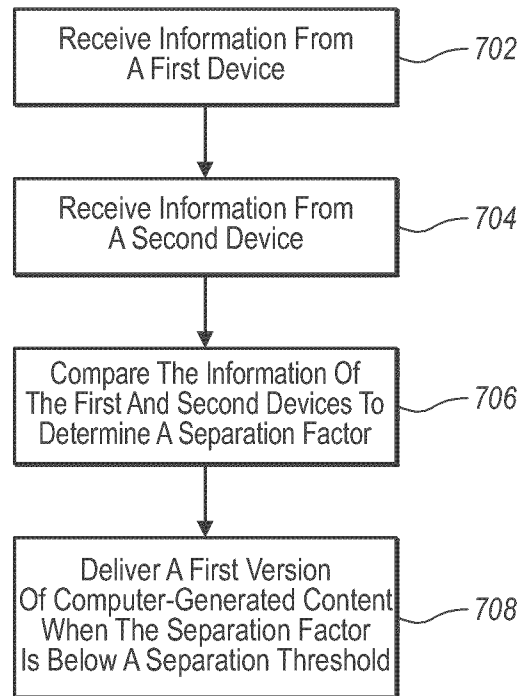 Receive Information From
A First Device
702
Receive Information From
A Second Device
704
Compare The Information Of
The First And Second Devices To
Determine A Separation Factor
706
Deliver A First Version
Of Computer-Generated Content
When The Separation Factor
Is Below A Separation Threshold
708